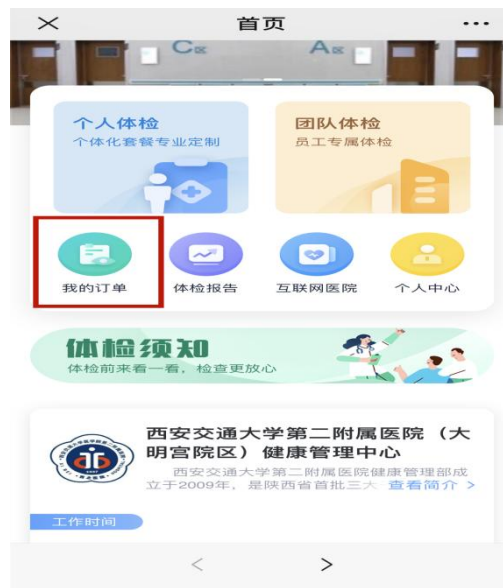 首页
C区 A区
个人体检
个体化套餐专业定制
团队体检
员工专属体检
我的订单 体检报告 互联网医院 个人中心
体检须知
体检前来看一看，检查更放心
西安交通大学第二附属医院（大
明宫院区）健康管理中心
西安交通大学第二附属医院健康管理部成
立于2009年，是陕西省首批三大 查看简介 >
工作时间